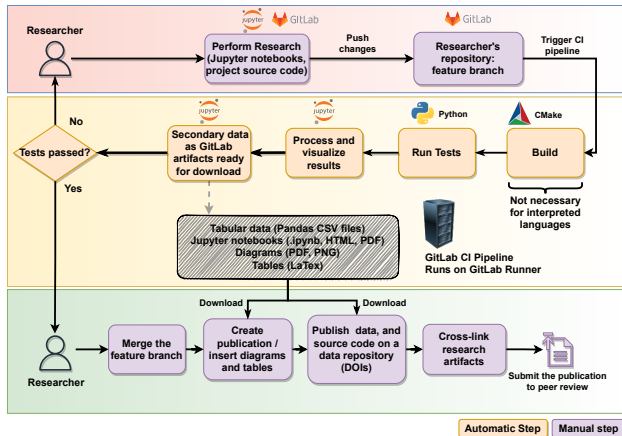 jupyter
GitLab
GitLab
Researcher
Perform Research
(Jupyter notebooks,
project source code)
Push
changes
Researcher's
repository:
feature branch
Trigger CI
pipeline
No
jupyter
jupyter
Python
CMake
Tests passed?
Secondary data
as GitLab
artifacts ready
for download
Process and
visualize
results
Run Tests
Build
Yes
Not necessary
for interpreted
languages
Tabular data (Pandas CSV files)
Jupyter notebooks (.ipynb, HTML, PDF)
Diagrams (PDF, PNG)
Tables (LaTex)
GitLab CI Pipeline
Runs on GitLab Runner
Download
Download
Researcher
Merge the
feature branch
Create
publication /
insert diagrams
and tables
Publish data, and
source code on a
data repository
(DOIs)
Cross-link
research
artifacts
Submit the publication
to peer review
Automatic Step
Manual step